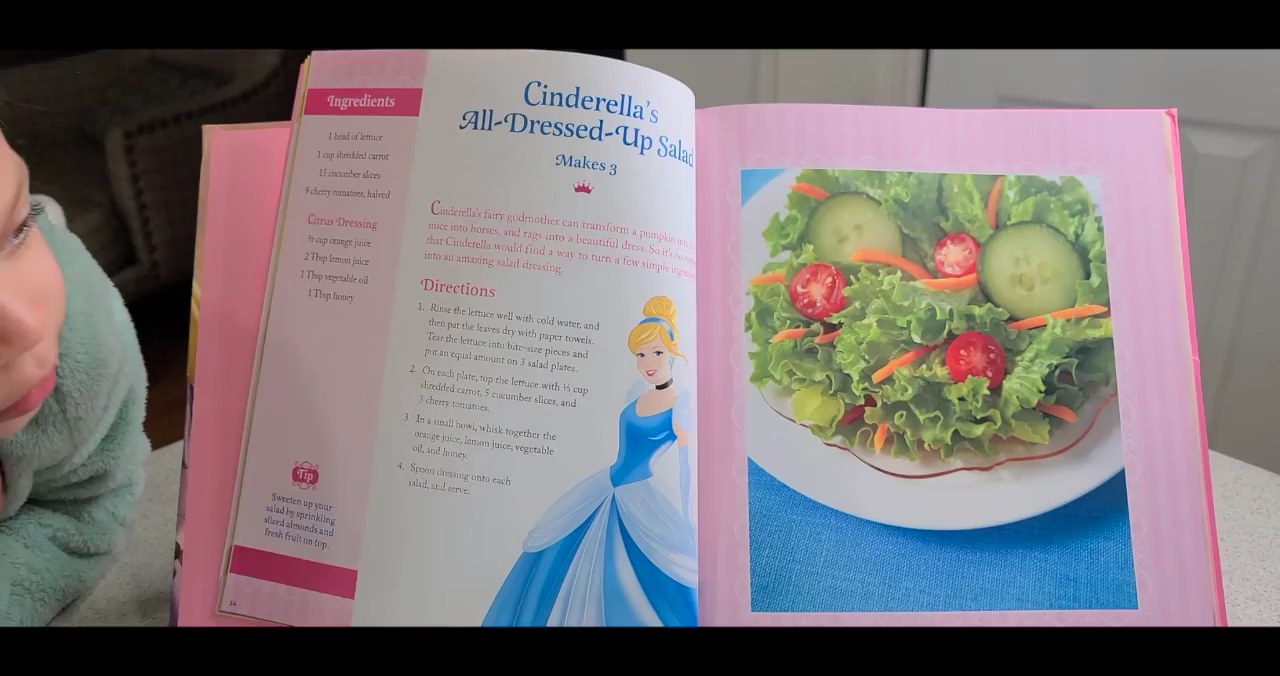 Ingredients
1 head of lettuce
1 cup shredded carrot
15 cucumber slices
9 cherry tomatoes, halved
Citrus Dressing
½ cup orange juice
2 Tbsp lemon juice
1 Tbsp vegetable oil
1 Tbsp honey
Tip
Sweeten up your
salad by sprinkling
sliced almonds and
fresh fruit on top.
Cinderella's
All-Dressed-Up Salad
Makes 3
Cinderella's fairy godmother can transform a pumpkin
mice into horses, and rags into a beautiful dress. So it's no
that Cinderella would find a way to turn a few simple
into an amazing salad dressing.
Directions
1. Rinse the lettuce well with cold water, and
then pat the leaves dry with paper towels.
Tear the lettuce into bite-size pieces and
put an equal amount on 3 salad plates.
2. On each plate, top the lettuce with ⅓ cup
shredded carrot, 5 cucumber slices, and
3 cherry tomatoes.
3. In a small bowl, whisk together the
orange juice, lemon juice, vegetable
oil, and honey.
4. Spoon dressing onto each
salad, and serve.